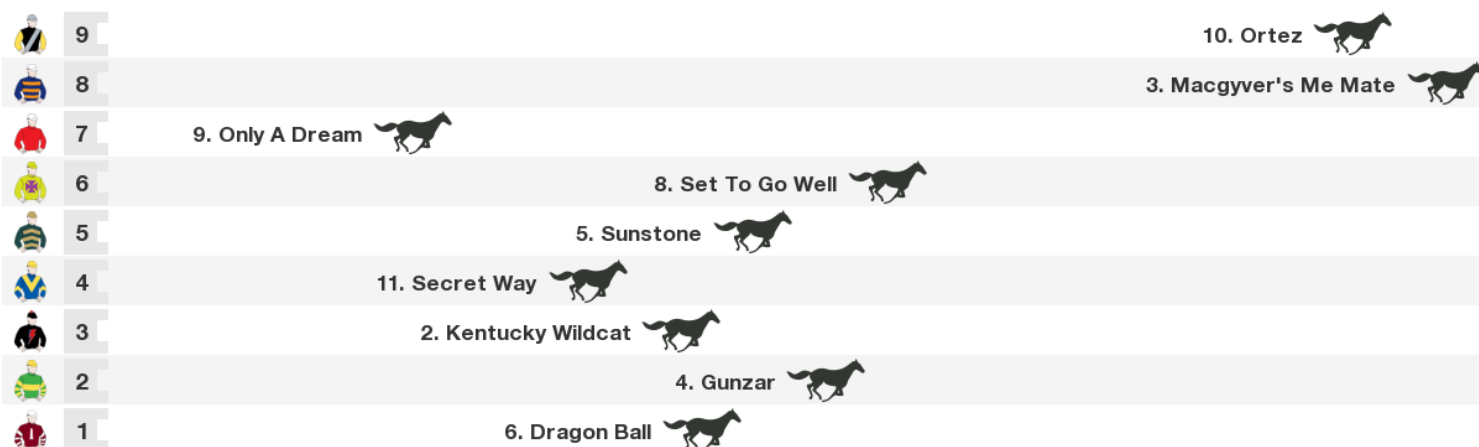 9 10. Ortez
8 3. Macgyver's Me Mate
7 9. Only A Dream
6 8. Set To Go Well
5 5. Sunstone
4 11. Secret Way
3 2. Kentucky Wildcat
2 4. Gunzar
1 6. Dragon Ball